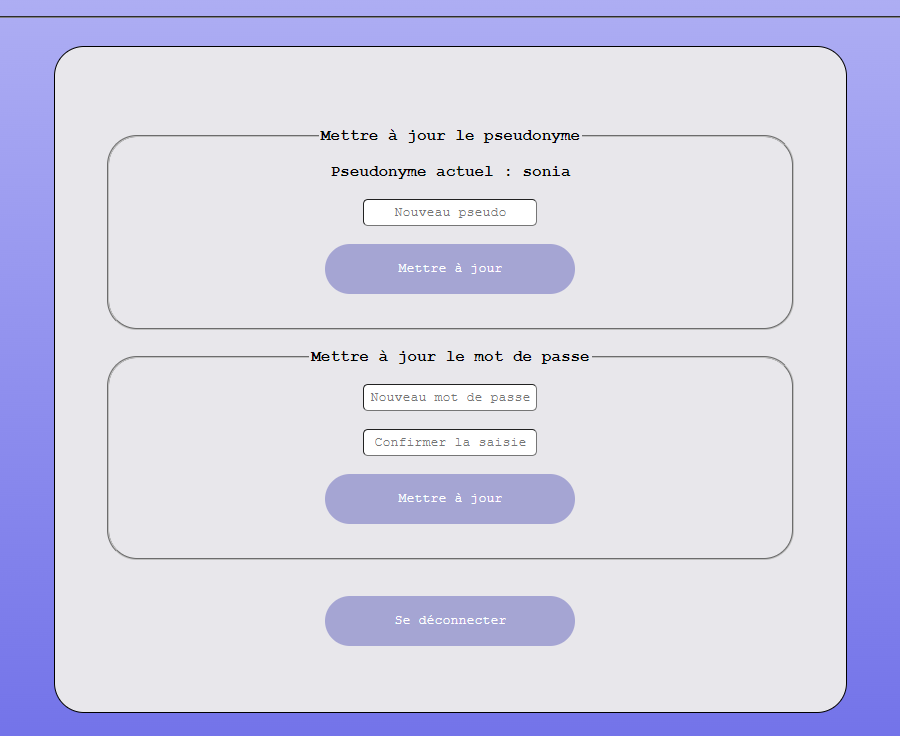 Mettre à jour le pseudonyme
Pseudonyme actuel : sonia
Nouveau pseudo
Mettre à jour
Mettre à jour le mot de passe
Nouveau mot de passe
Confirmer la saisie
Mettre à jour
Se déconnecter